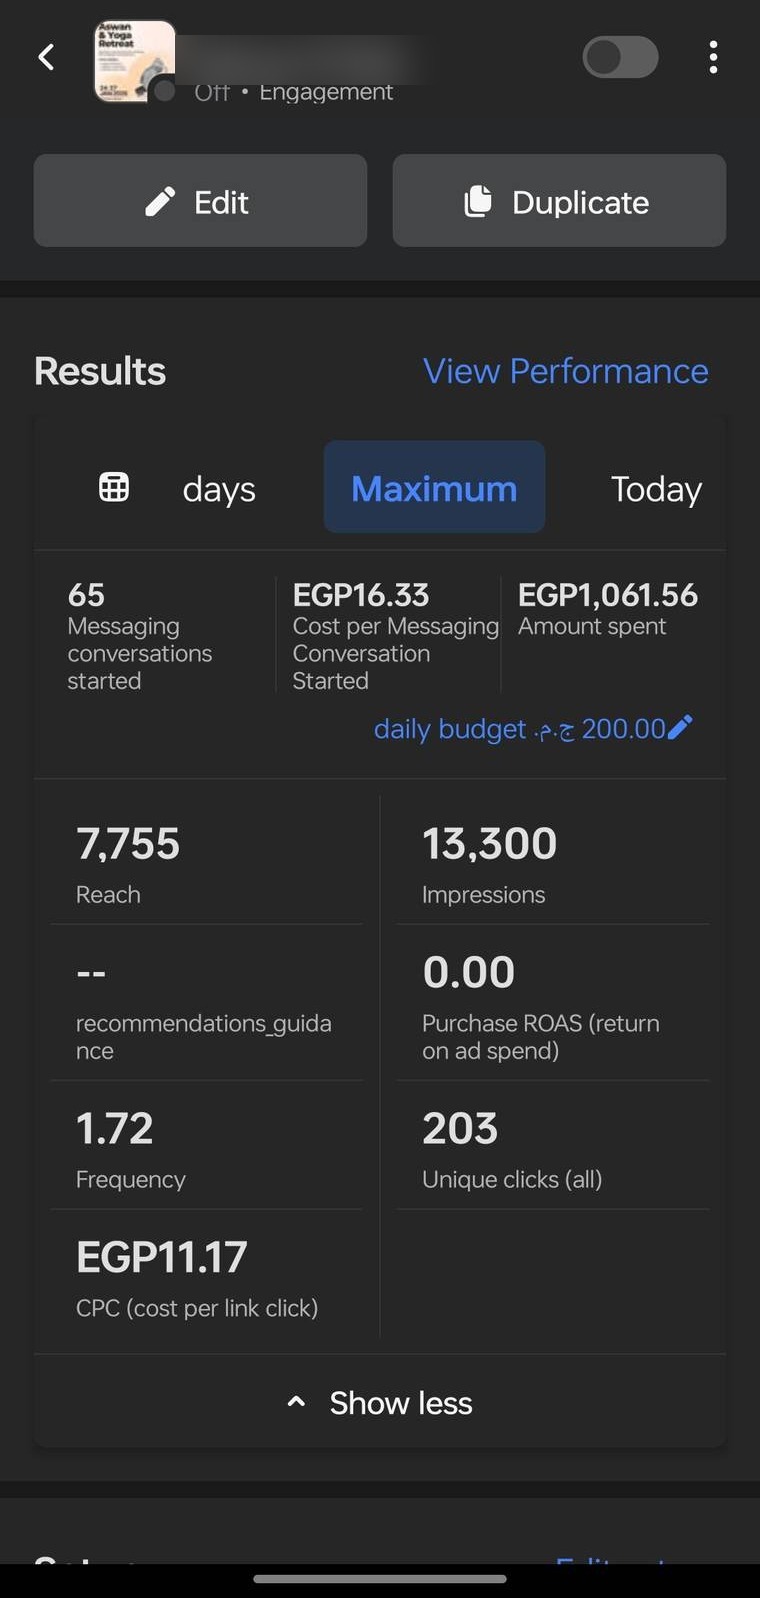 Aswan
& Yoga
Retreat
Off • Engagement
Edit
Duplicate
Results
View Performance
days
Maximum
Today
65
Messaging
conversations
started
EGP16.33
Cost per Messaging
Conversation
Started
EGP1,061.56
Amount spent
daily budget ج.م.‏ 200.00
7,755
Reach
13,300
Impressions
--
recommendations_guida
nce
0.00
Purchase ROAS (return
on ad spend)
1.72
Frequency
203
Unique clicks (all)
EGP11.17
CPC (cost per link click)
Show less